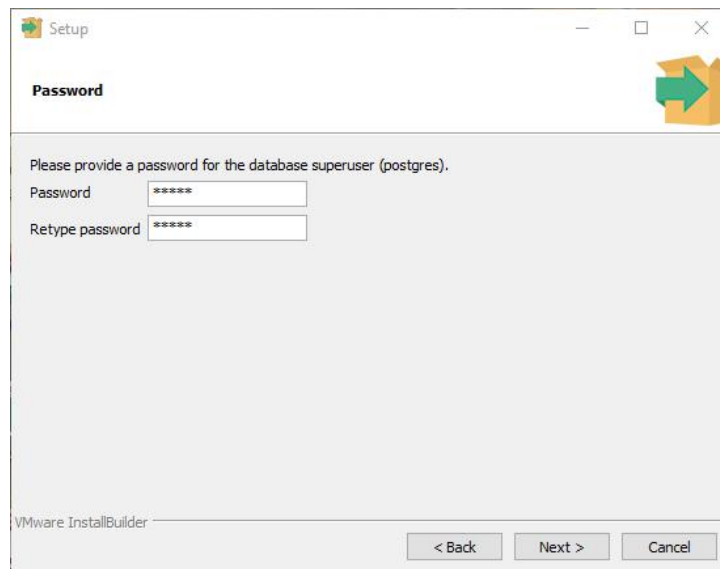 Setup
Password
Please provide a password for the database superuser (postgres).
Password *****
Retype password *****
VMware InstallBuilder
< Back Next > Cancel